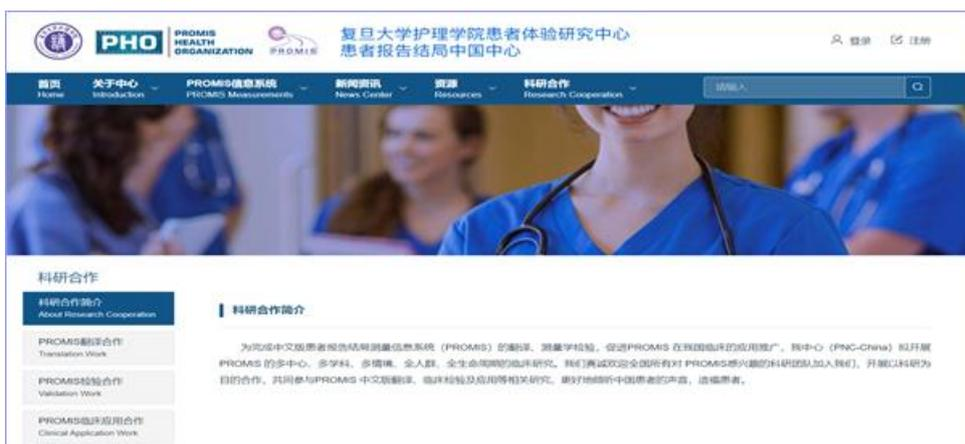 PHO
PROMIS
HEALTH
ORGANIZATION
PROMIS
复旦大学护理学院患者体验研究中心
患者报告结局中国中心
登录 注册
首页 关于中心 PROMIS信息系统 新闻资讯 资源 科研合作 请输入
Home Introduction PROMIS Measurements News Center Resources Research Cooperation
科研合作
科研合作简介
About Research Cooperation
PROMIS翻译合作
Translation Work
PROMIS检验合作
Validation Work
PROMIS临床应用合作
Clinical Application Work
科研合作简介
为完成中文版患者报告结局测量信息系统（PROMIS）的翻译、测量学检验，促进PROMIS 在我国临床的应用推广，我中心（PNC-China）拟开展
PROMIS 的多中心、多学科、多情境、全人群、全生命周期的临床研究。我们真诚欢迎全国所有对 PROMIS感兴趣的科研团队加入我们，开展以科研为
目的合作，共同参与PROMIS 中文版翻译、临床检验及应用等相关研究，更好地倾听中国患者的声音，造福患者。